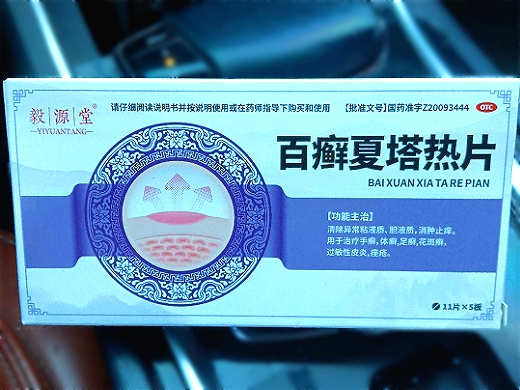 毅源堂®
—YIYUANTANG—
请仔细阅读说明书并按说明使用或在药师指导下购买和使用
【批准文号】国药准字Z20093444
OTC
百癣夏塔热片
BAI XUAN XIA TA RE PIAN
【功能主治】
清除异常粘液质、胆液质，消肿止痒。
用于治疗手癣，体癣，足癣，花斑癣，
过敏性皮炎，痤疮。
11片×5板